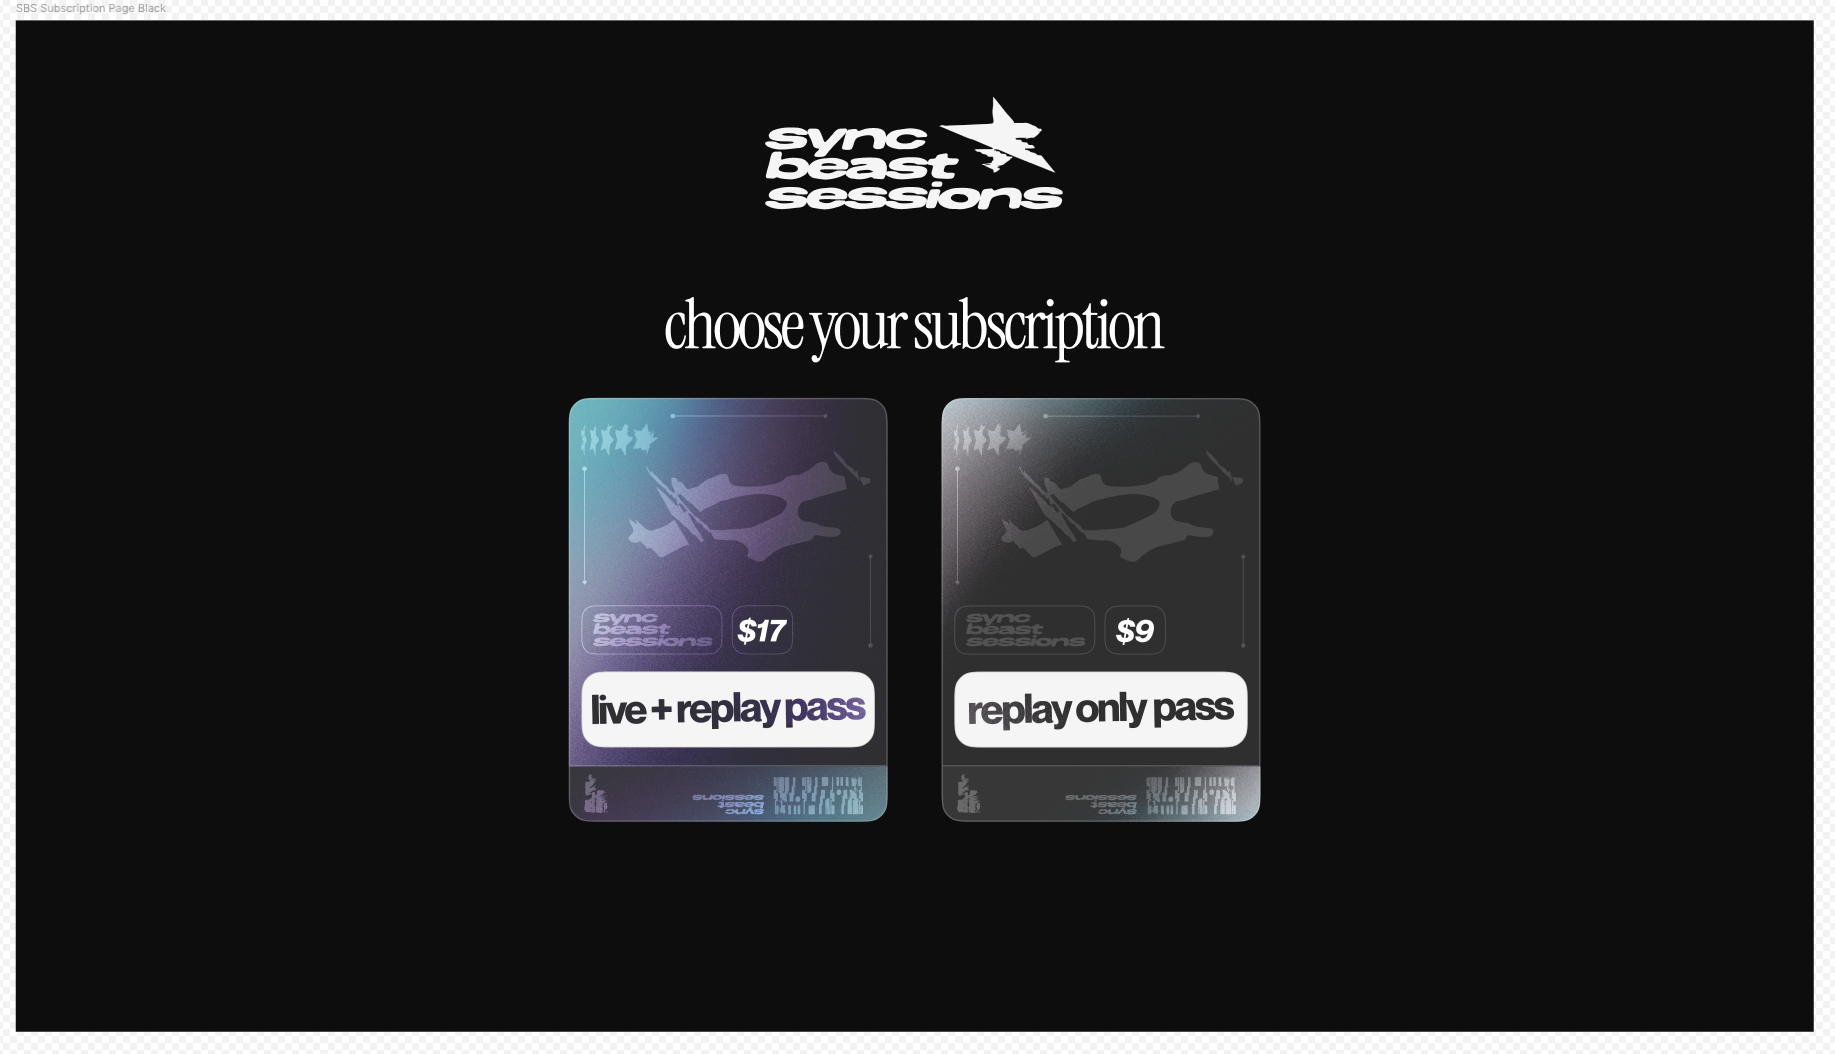 SBS Subscription Page Black
sync
beast
sessions
choose your subscription
sync
beast
sessions
$17
live + replay pass
sync
beast
sessions
sync
beast
sessions
$9
replay only pass
sync
beast
sessions